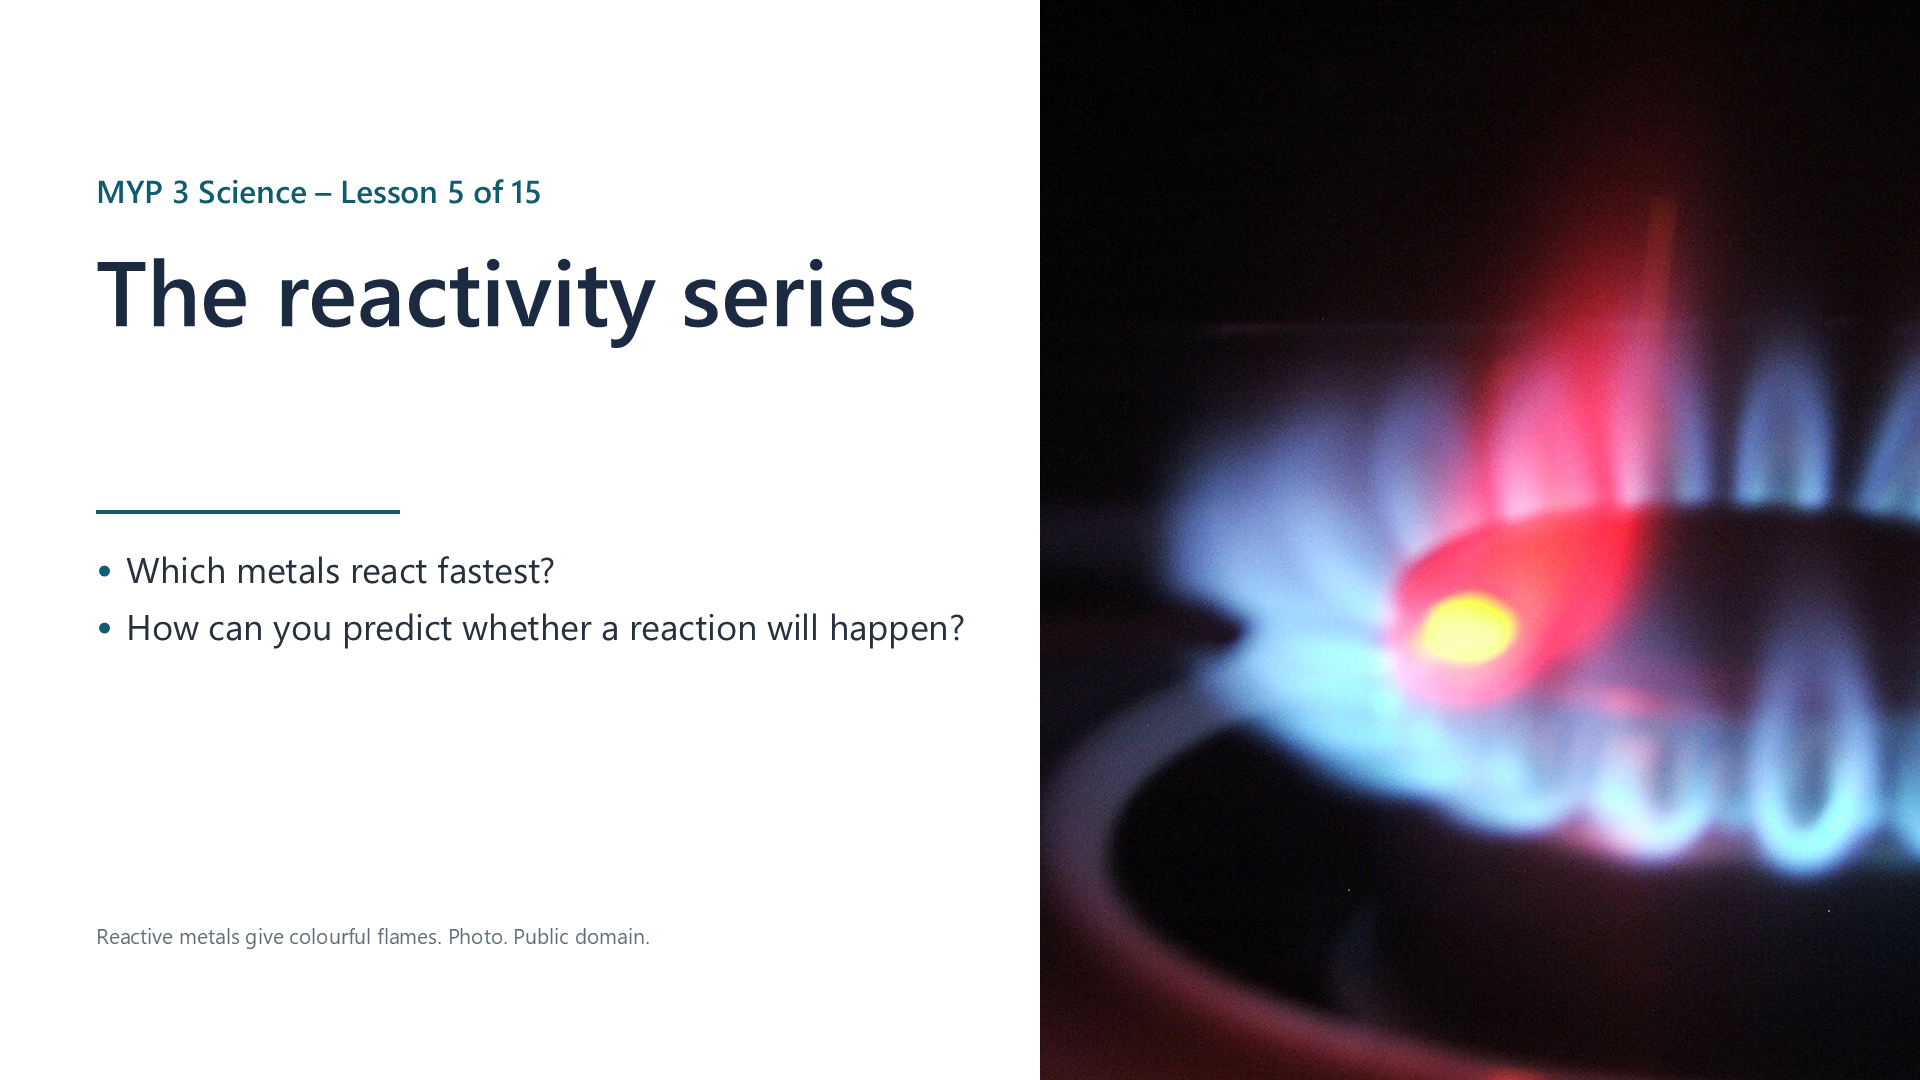 MYP 3 Science – Lesson 5 of 15
The reactivity series
• Which metals react fastest?
• How can you predict whether a reaction will happen?
Reactive metals give colourful flames. Photo. Public domain.